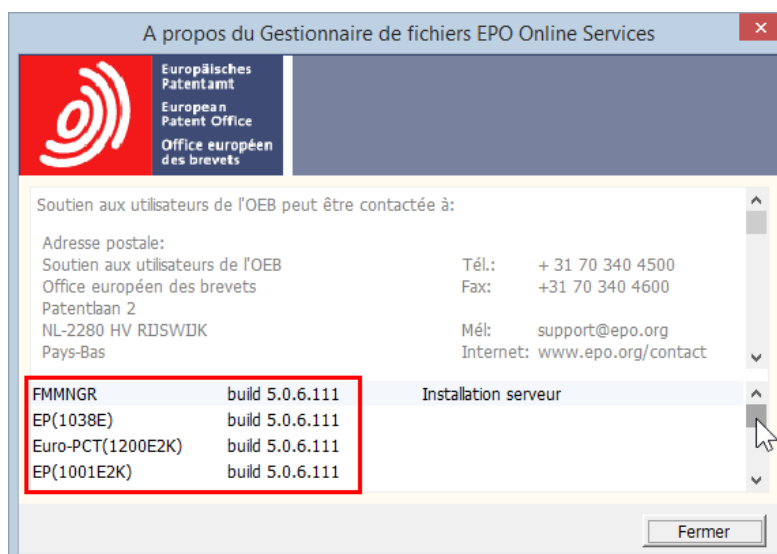 A propos du Gestionnaire de fichiers EPO Online Services
Europäisches
Patentamt
European
Patent Office
Office européen
des brevets
Soutien aux utilisateurs de l'OEB peut être contactée à:
Adresse postale:
Soutien aux utilisateurs de l'OEB Tél.: + 31 70 340 4500
Office européen des brevets Fax: +31 70 340 4600
Patentlaan 2
NL-2280 HV RIJSWIJK Mél: support@epo.org
Pays-Bas Internet: www.epo.org/contact
FMMNGR build 5.0.6.111 Installation serveur
EP(1038E) build 5.0.6.111
Euro-PCT(1200E2K) build 5.0.6.111
EP(1001E2K) build 5.0.6.111
Fermer